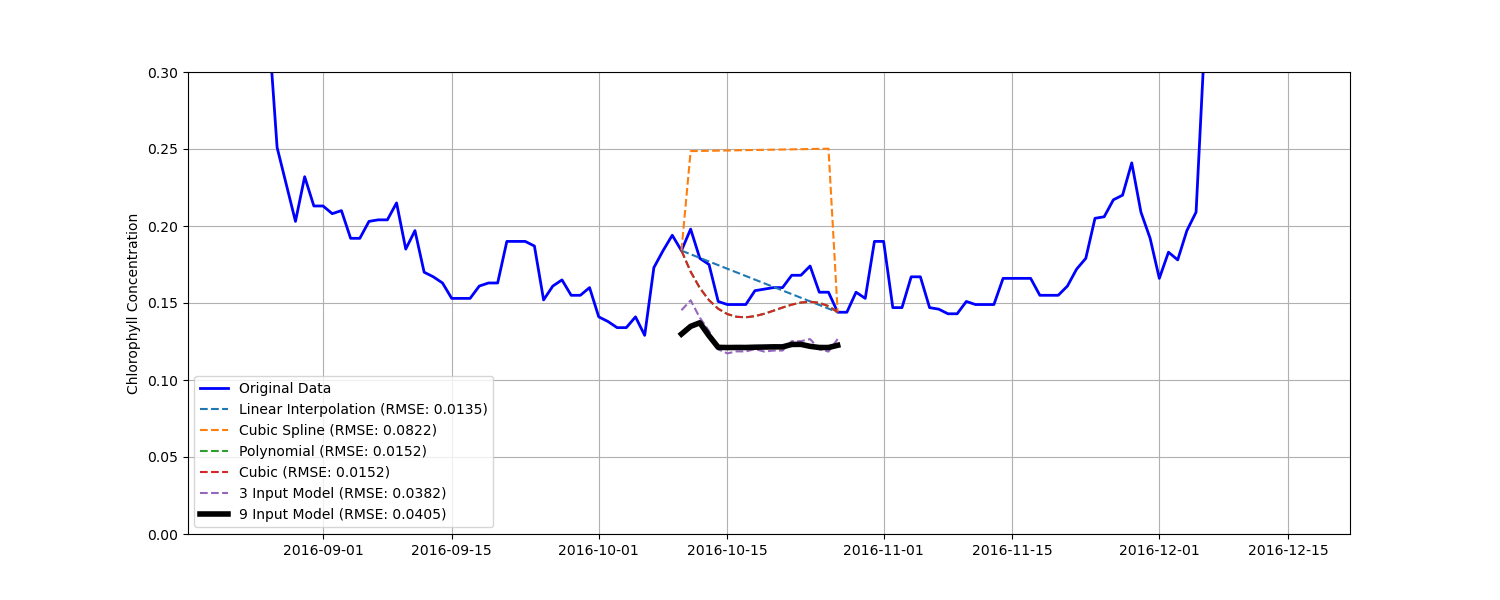 0.30
0.25
0.20
0.15
0.10
0.05
0.00
Chlorophyll Concentration
Original Data
Linear Interpolation (RMSE: 0.0135)
Cubic Spline (RMSE: 0.0822)
Polynomial (RMSE: 0.0152)
Cubic (RMSE: 0.0152)
3 Input Model (RMSE: 0.0382)
9 Input Model (RMSE: 0.0405)
2016-09-01 2016-09-15 2016-10-01 2016-10-15 2016-11-01 2016-11-15 2016-12-01 2016-12-15